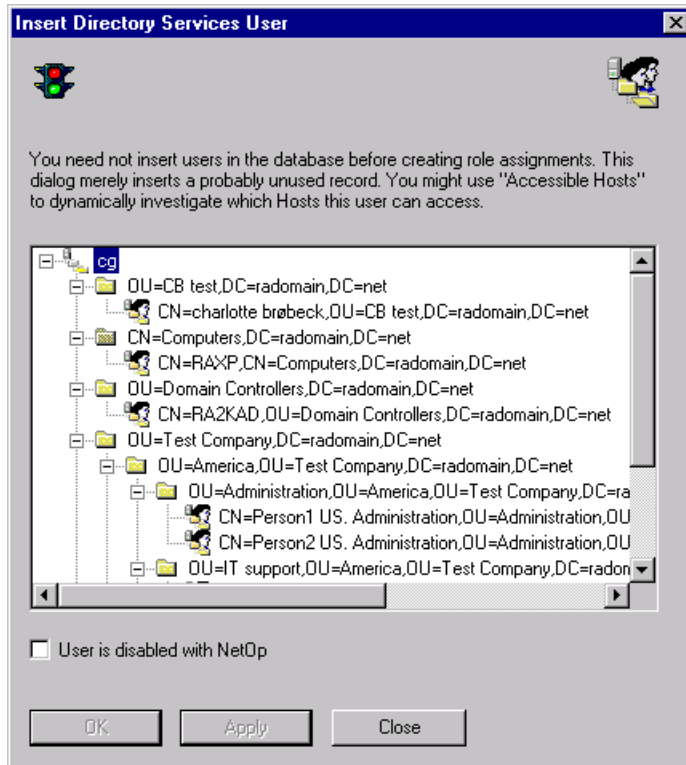 Insert Directory Services User
You need not insert users in the database before creating role assignments. This
dialog merely inserts a probably unused record. You might use "Accessible Hosts"
to dynamically investigate which Hosts this user can access.
cg
OU=CB test,DC=radomain,DC=net
CN=charlotte brøbeck,OU=CB test,DC=radomain,DC=net
CN=Computers,DC=radomain,DC=net
CN=RAXP,CN=Computers,DC=radomain,DC=net
OU=Domain Controllers,DC=radomain,DC=net
CN=RA2KAD,OU=Domain Controllers,DC=radomain,DC=net
OU=Test Company,DC=radomain,DC=net
OU=America,OU=Test Company,DC=radomain,DC=net
OU=Administration,OU=America,OU=Test Company,DC=ra
CN=Person1 US. Administration,OU=Administration,OU
CN=Person2 US. Administration,OU=Administration,OU
OU=IT support,OU=America,OU=Test Company,DC=radon
User is disabled with NetOp
OK Apply Close